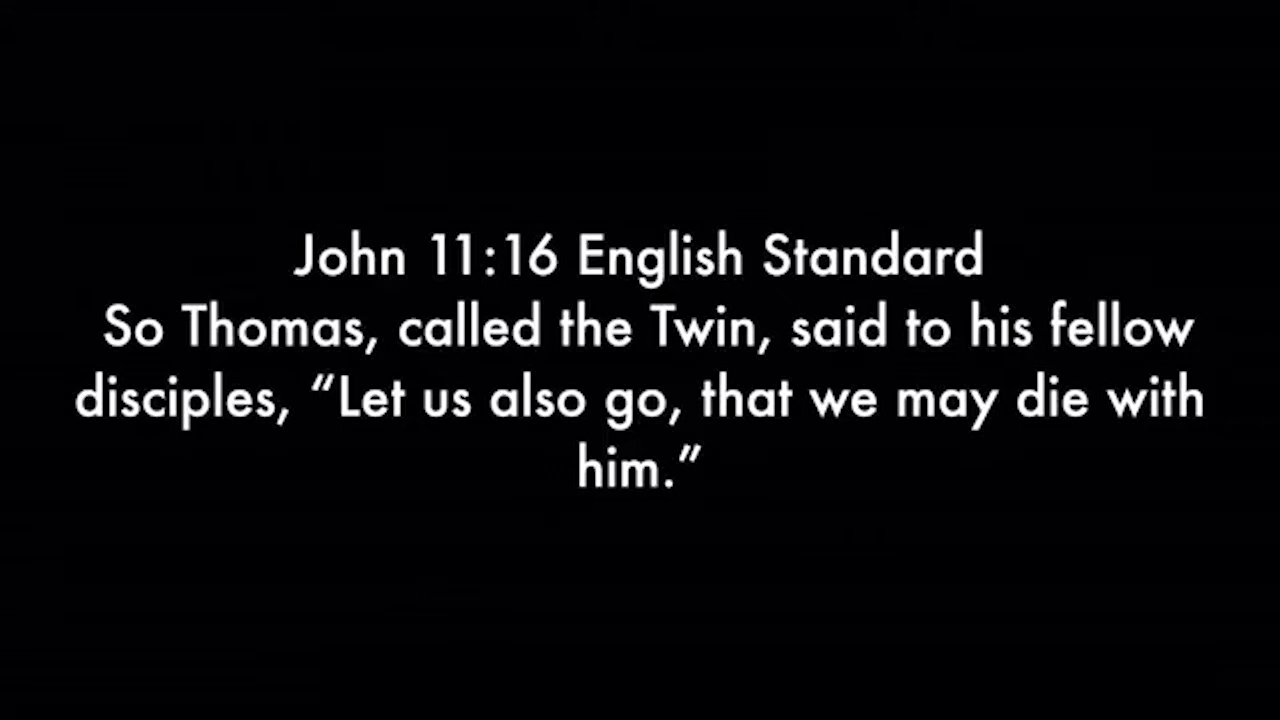 John 11:16 English Standard
So Thomas, called the Twin, said to his fellow
disciples, “Let us also go, that we may die with
him.”